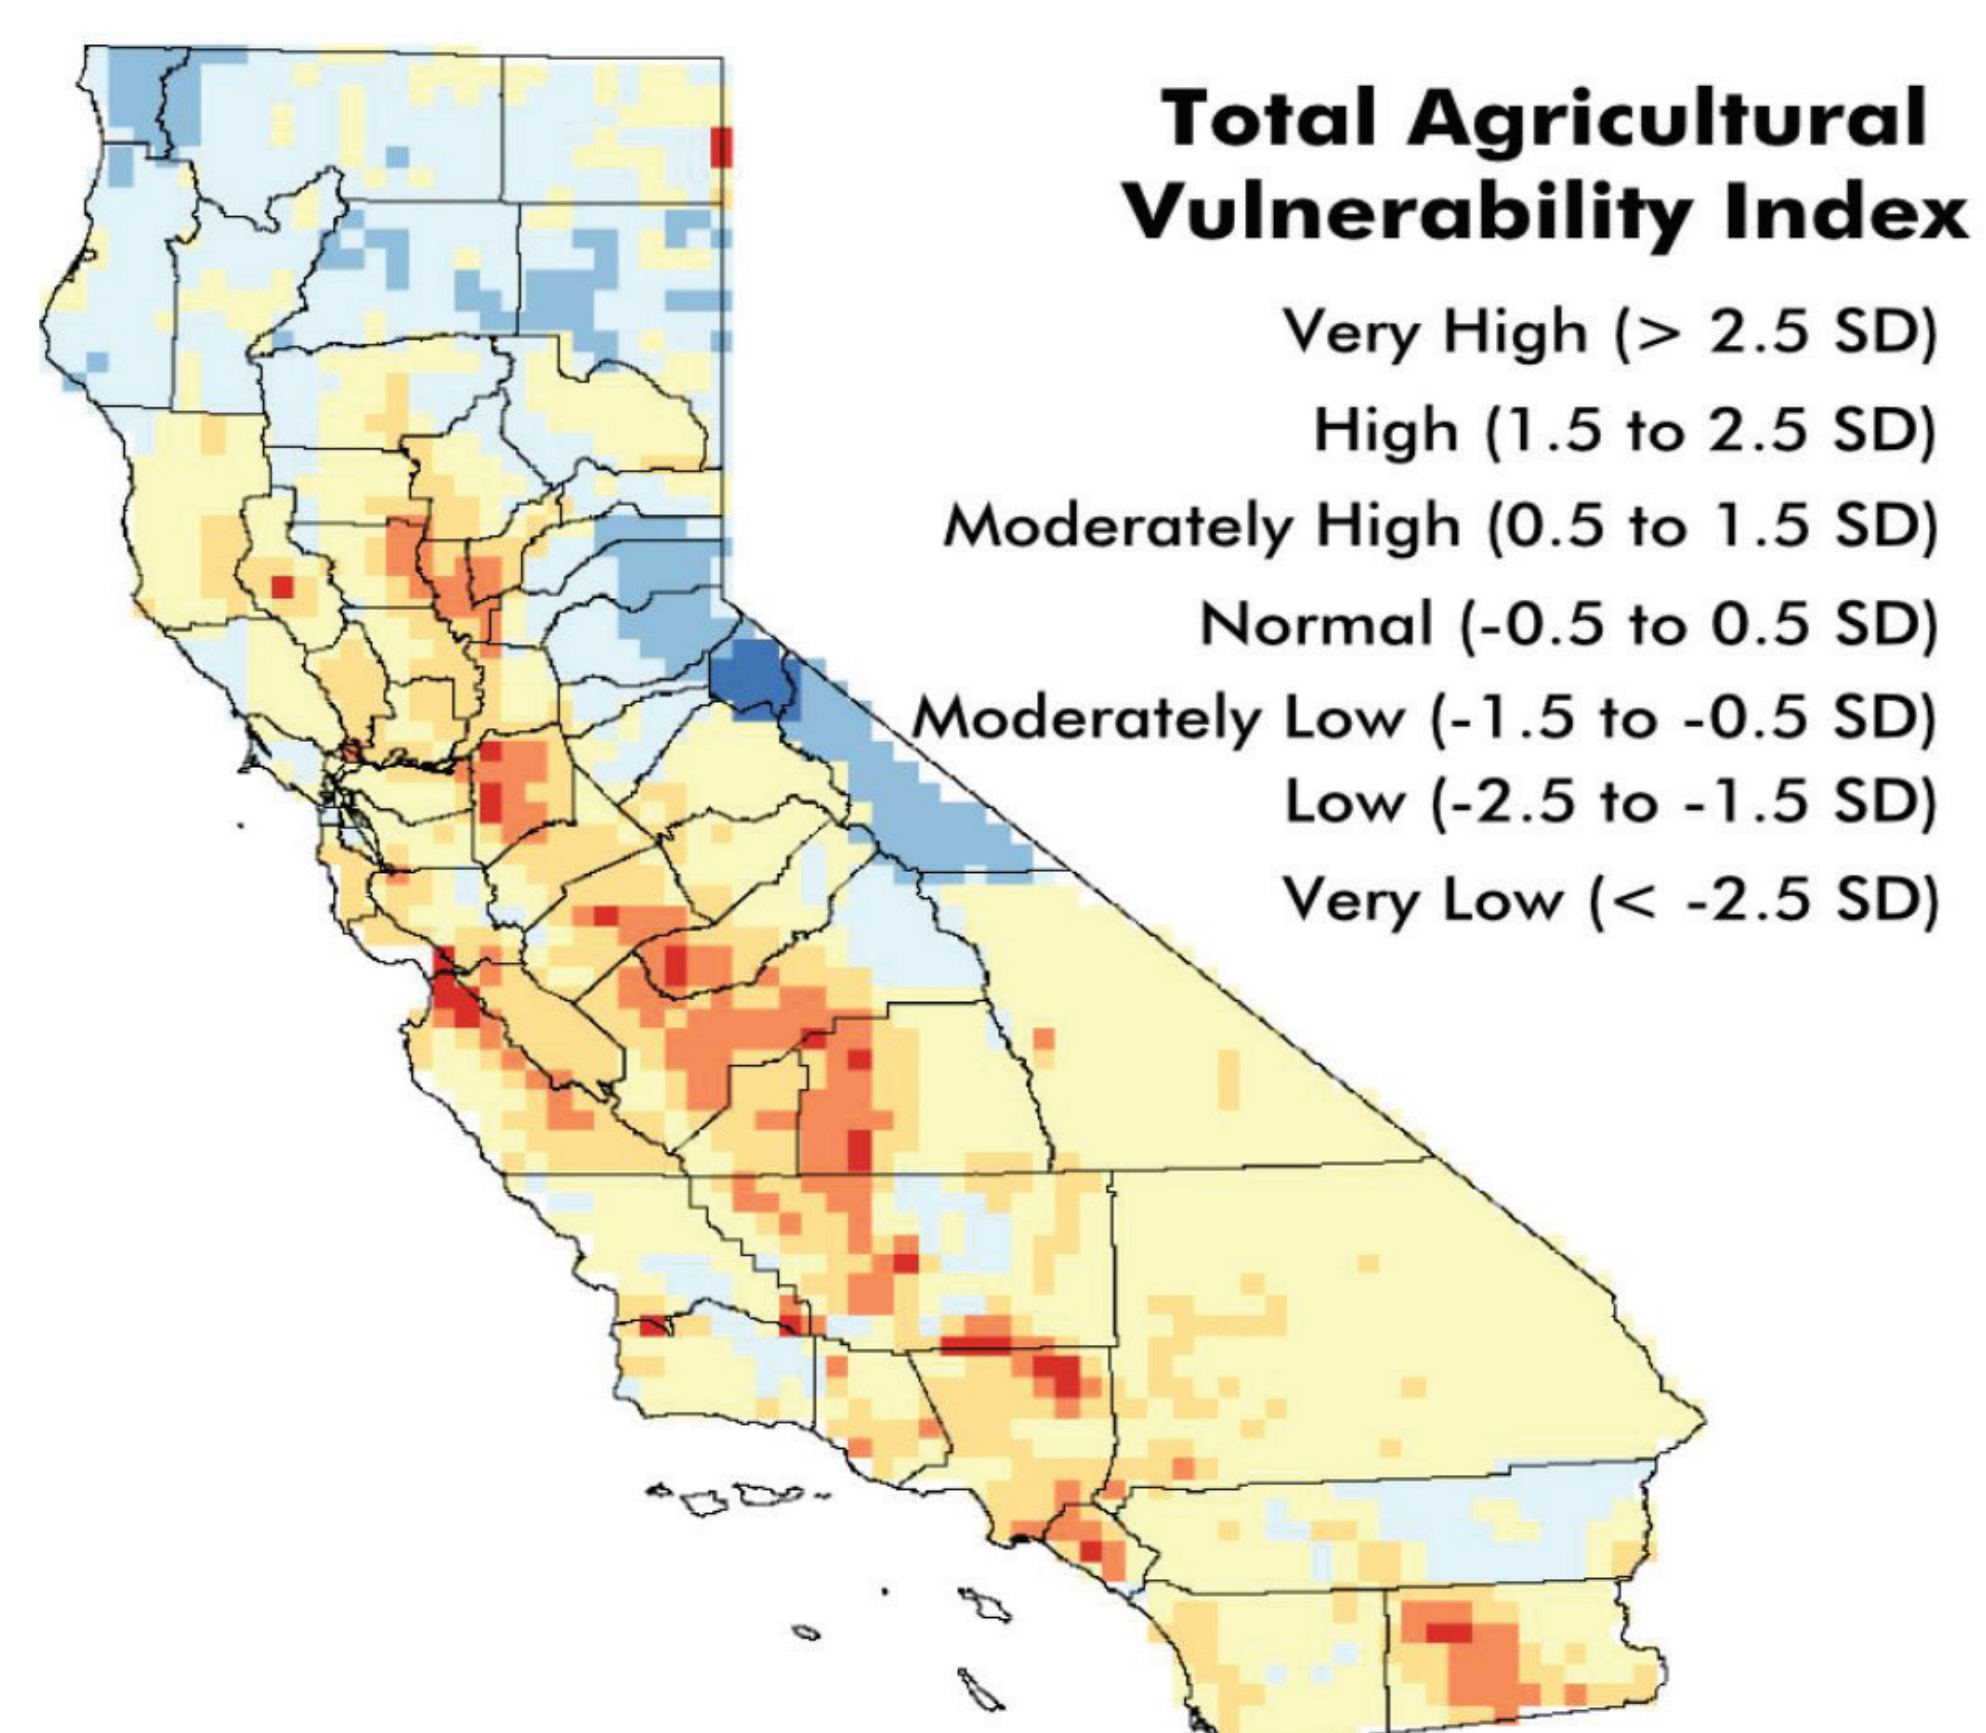 Total Agricultural
Vulnerability Index
Very High (> 2.5 SD)
High (1.5 to 2.5 SD)
Moderately High (0.5 to 1.5 SD)
Normal (-0.5 to 0.5 SD)
Moderately Low (-1.5 to -0.5 SD)
Low (-2.5 to -1.5 SD)
Very Low (< -2.5 SD)